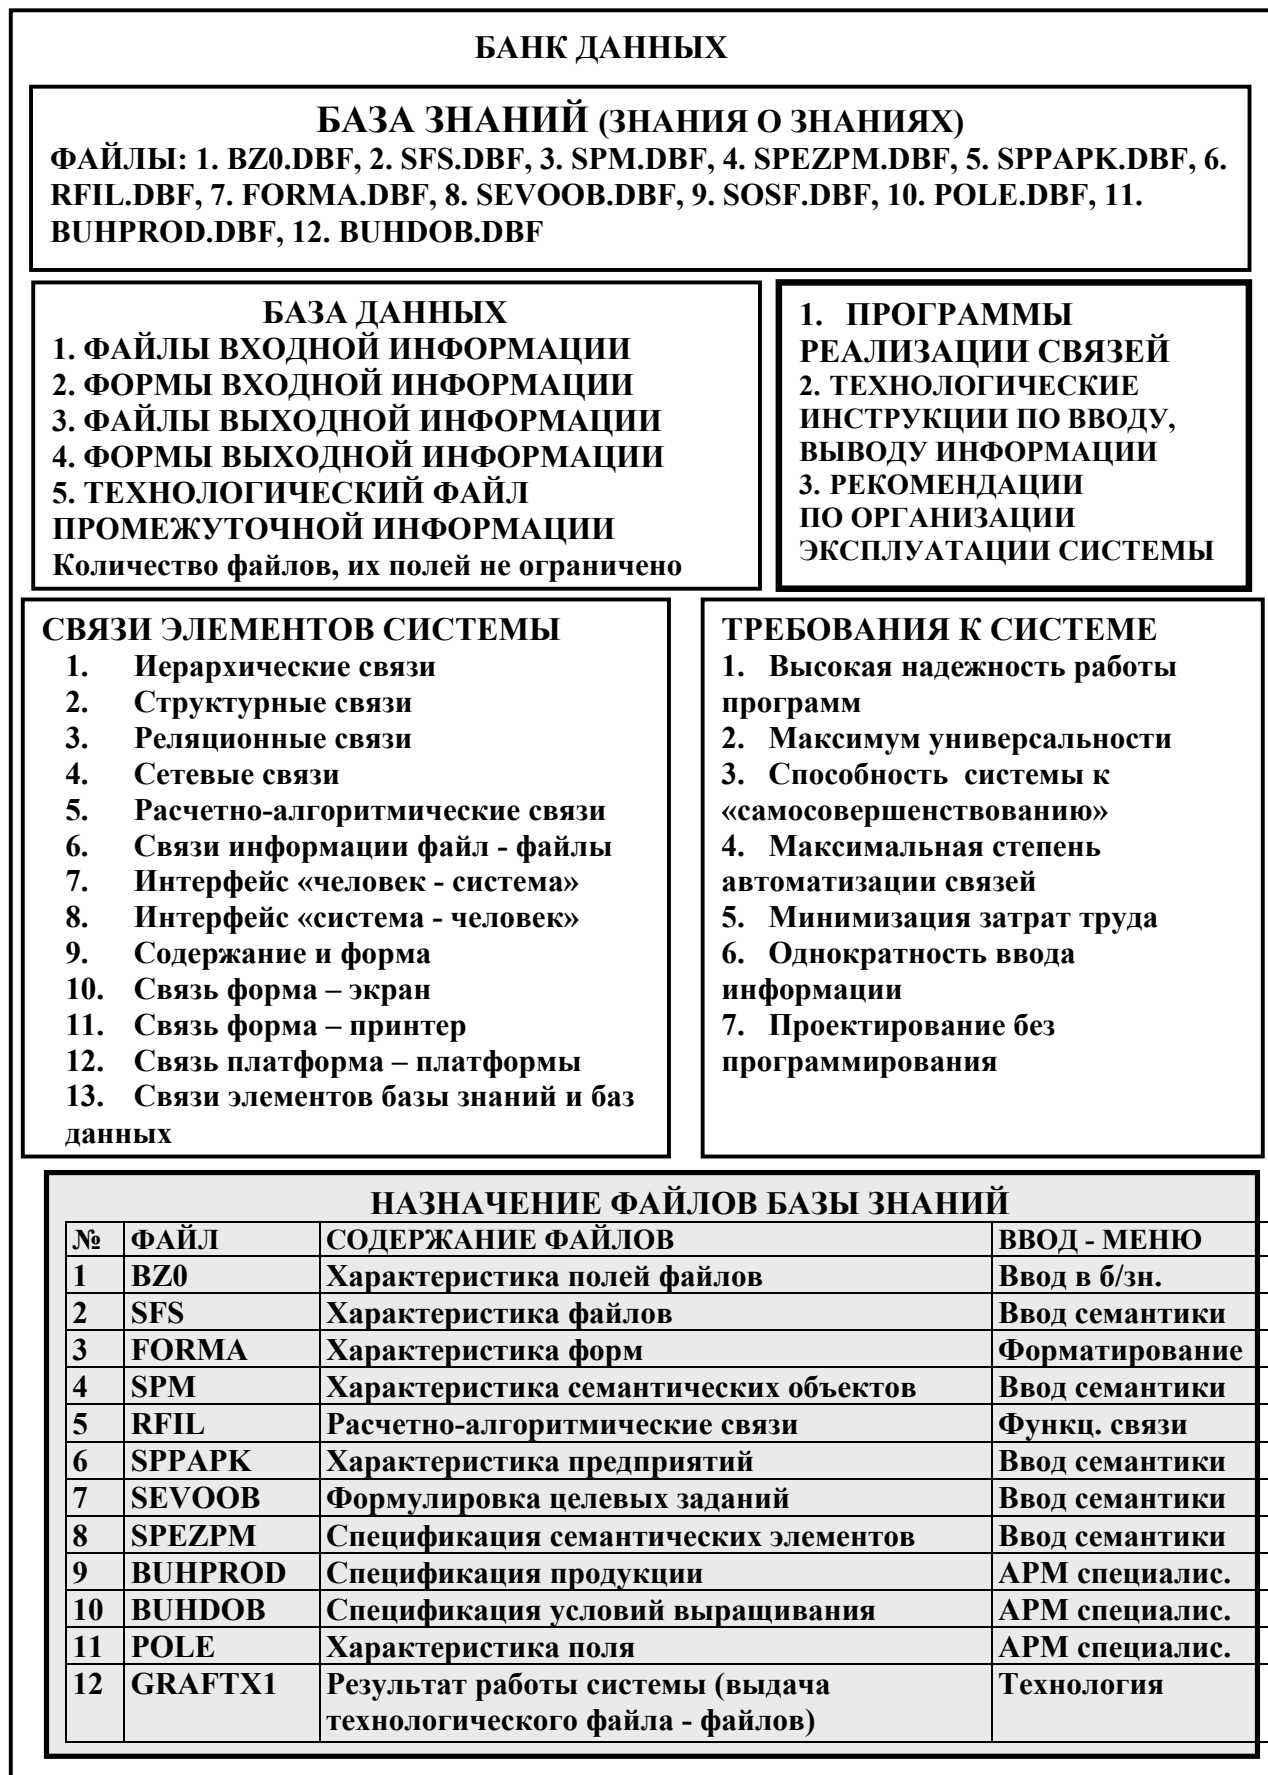 БАНК ДАННЫХ
БАЗА ЗНАНИЙ (ЗНАНИЯ О ЗНАНИЯХ)
ФАЙЛЫ: 1. BZ0.DBF, 2. SFS.DBF, 3. SPM.DBF, 4. SPEZPM.DBF, 5. SPPAPK.DBF, 6.
RFIL.DBF, 7. FORMA.DBF, 8. SEVOOB.DBF, 9. SOSF.DBF, 10. POLE.DBF, 11.
BUHPROD.DBF, 12. BUHDOB.DBF
БАЗА ДАННЫХ
1. ФАЙЛЫ ВХОДНОЙ ИНФОРМАЦИИ
2. ФОРМЫ ВХОДНОЙ ИНФОРМАЦИИ
3. ФАЙЛЫ ВЫХОДНОЙ ИНФОРМАЦИИ
4. ФОРМЫ ВЫХОДНОЙ ИНФОРМАЦИИ
5. ТЕХНОЛОГИЧЕСКИЙ ФАЙЛ
ПРОМЕЖУТОЧНОЙ ИНФОРМАЦИИ
Количество файлов, их полей не ограничено
1. ПРОГРАММЫ
РЕАЛИЗАЦИИ СВЯЗЕЙ
2. ТЕХНОЛОГИЧЕСКИЕ
ИНСТРУКЦИИ ПО ВВОДУ,
ВЫВОДУ ИНФОРМАЦИИ
3. РЕКОМЕНДАЦИИ
ПО ОРГАНИЗАЦИИ
ЭКСПЛУАТАЦИИ СИСТЕМЫ
СВЯЗИ ЭЛЕМЕНТОВ СИСТЕМЫ
1. Иерархические связи
2. Структурные связи
3. Реляционные связи
4. Сетевые связи
5. Расчетно-алгоритмические связи
6. Связи информации файл - файлы
7. Интерфейс «человек - система»
8. Интерфейс «система - человек»
9. Содержание и форма
10. Связь форма – экран
11. Связь форма – принтер
12. Связь платформа – платформы
13. Связи элементов базы знаний и баз
данных
ТРЕБОВАНИЯ К СИСТЕМЕ
1. Высокая надежность работы
программ
2. Максимум универсальности
3. Способность системы к
«самосовершенствованию»
4. Максимальная степень
автоматизации связей
5. Минимизация затрат труда
6. Однократность ввода
информации
7. Проектирование без
программирования
НАЗНАЧЕНИЕ ФАЙЛОВ БАЗЫ ЗНАНИЙ
№ ФАЙЛ СОДЕРЖАНИЕ ФАЙЛОВ ВВОД - МЕНЮ
1 BZ0 Характеристика полей файлов Ввод в б/зн.
2 SFS Характеристика файлов Ввод семантики
3 FORMA Характеристика форм Форматирование
4 SPM Характеристика семантических объектов Ввод семантики
5 RFIL Расчетно-алгоритмические связи Функц. связи
6 SPPAPK Характеристика предприятий Ввод семантики
7 SEVOOB Формулировка целевых заданий Ввод семантики
8 SPEZPM Спецификация семантических элементов Ввод семантики
9 BUHPROD Спецификация продукции АРМ специалис.
10 BUHDOB Спецификация условий выращивания АРМ специалис.
11 POLE Характеристика поля АРМ специалис.
12 GRAFTX1 Результат работы системы (выдача Технология
технологического файла - файлов)